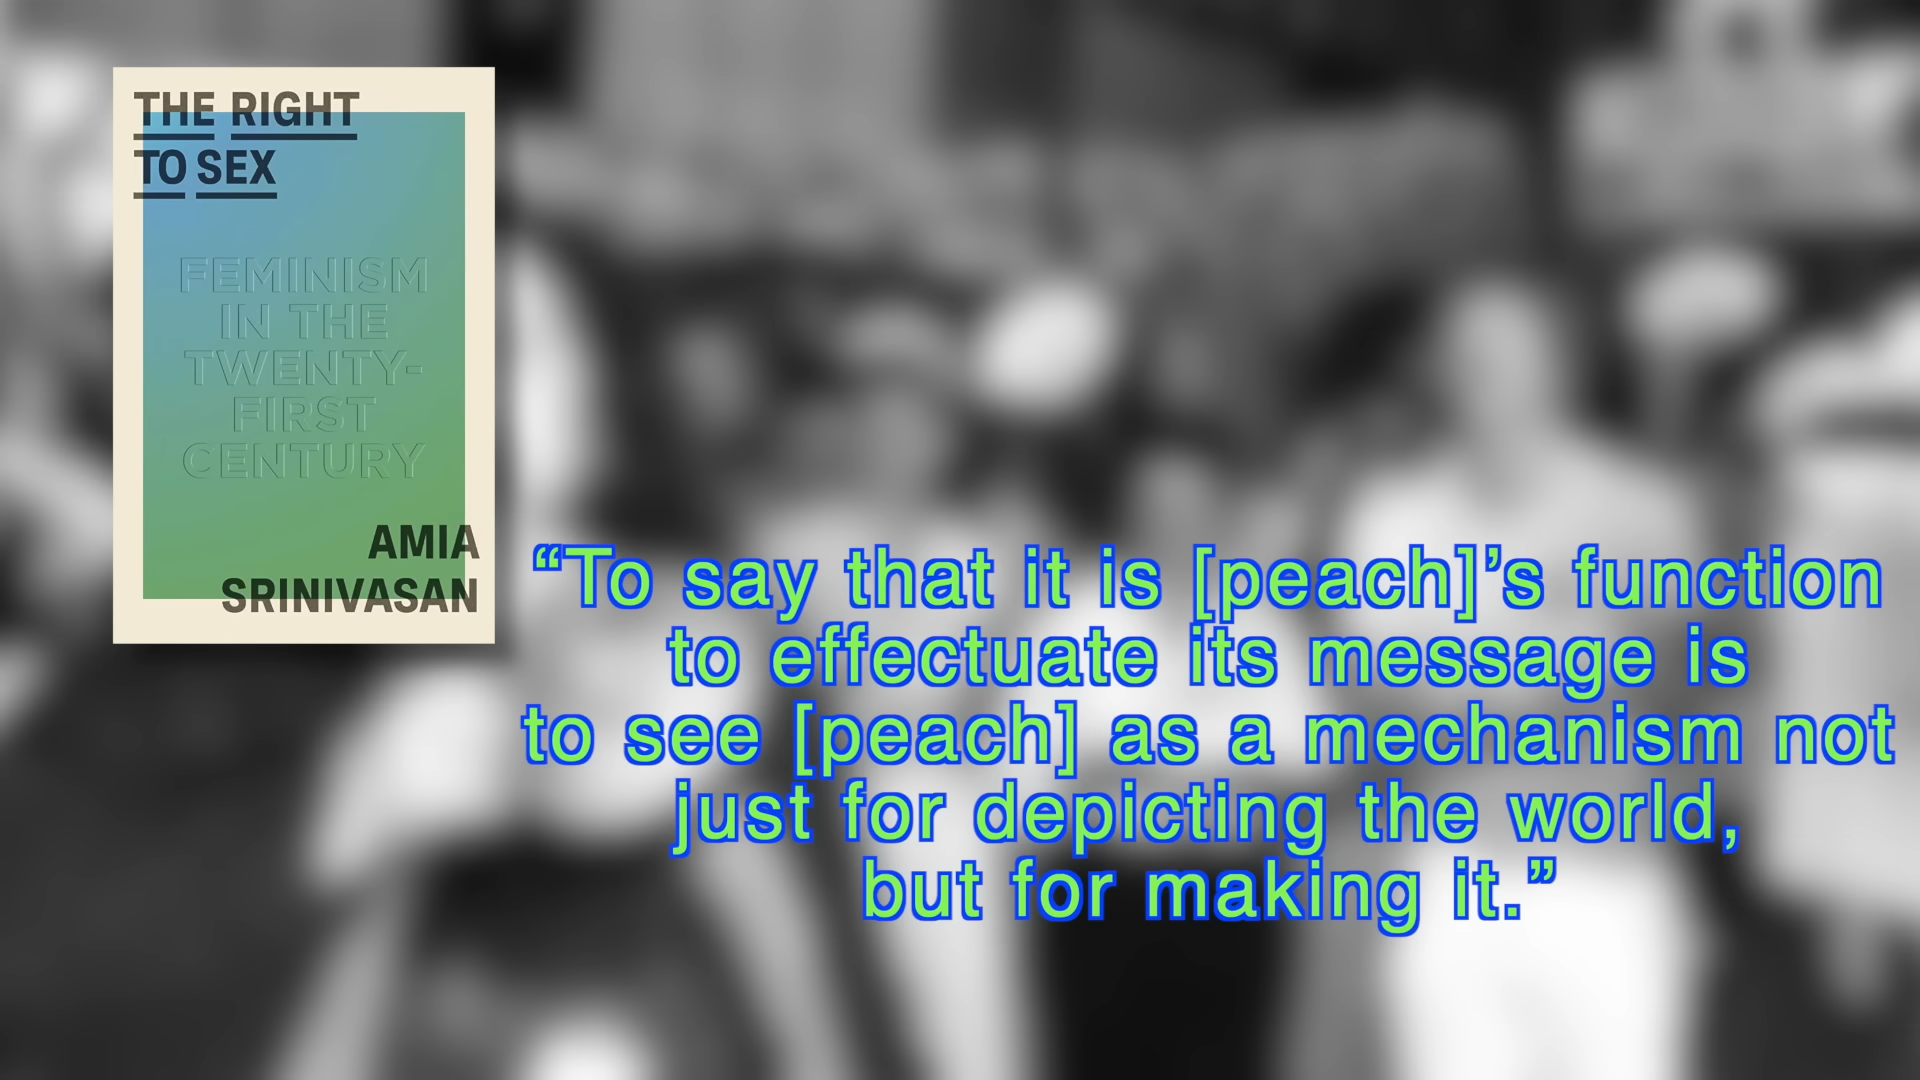 THE RIGHT
TO SEX
FEMINISM
IN THE
TWENTY-
FIRST
CENTURY
AMIA
SRINIVASAN
“To say that it is [peach]’s function
to effectuate its message is
to see [peach] as a mechanism not
just for depicting the world,
but for making it.”